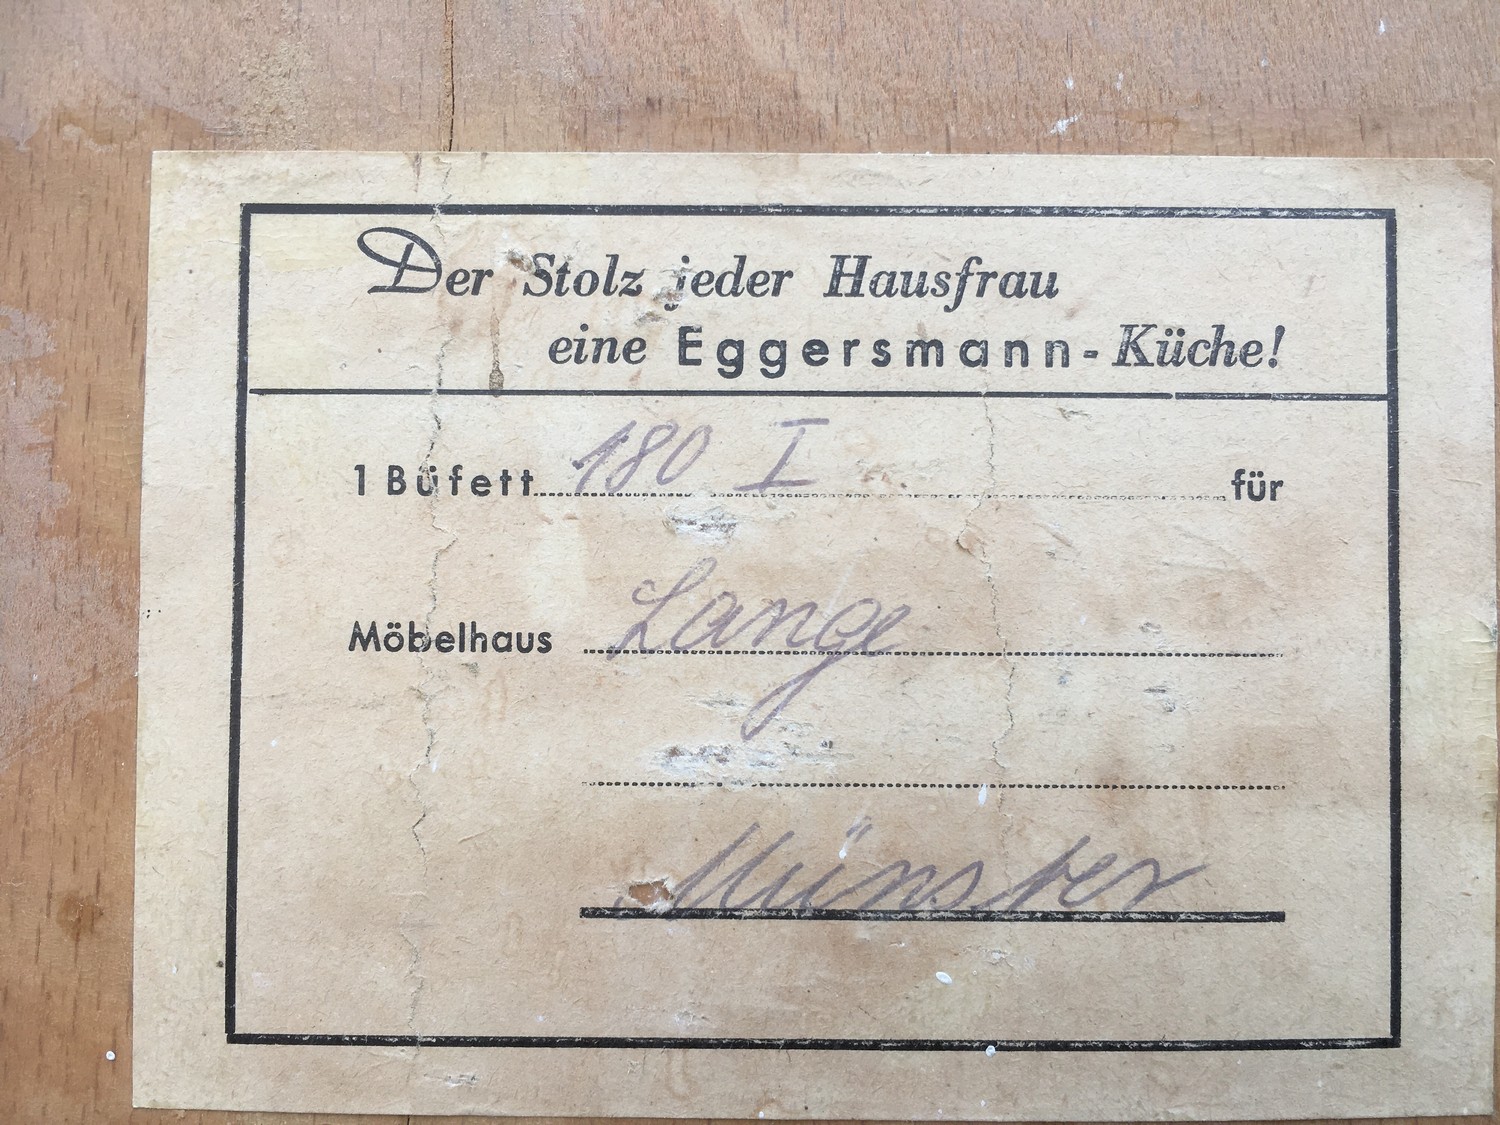 Der Stolz jeder Hausfrau
eine Eggersmann-Küche!
1 Büfett 180 I für
Möbelhaus Lange
Münster